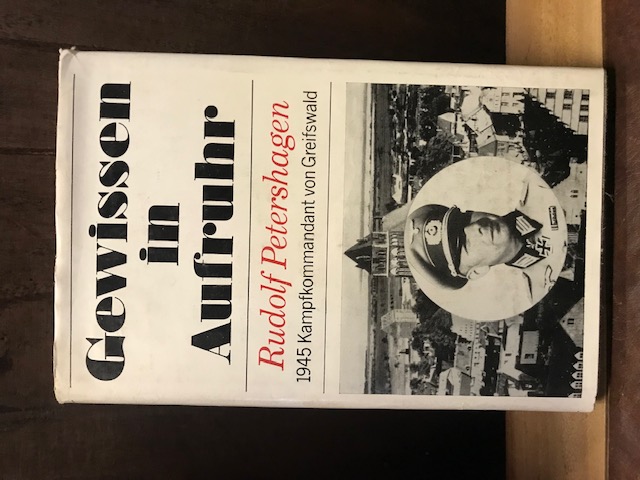 Gewissen
in
Aufruhr
Rudolf Petershagen
1945 Kampfkommandant von Greifswald